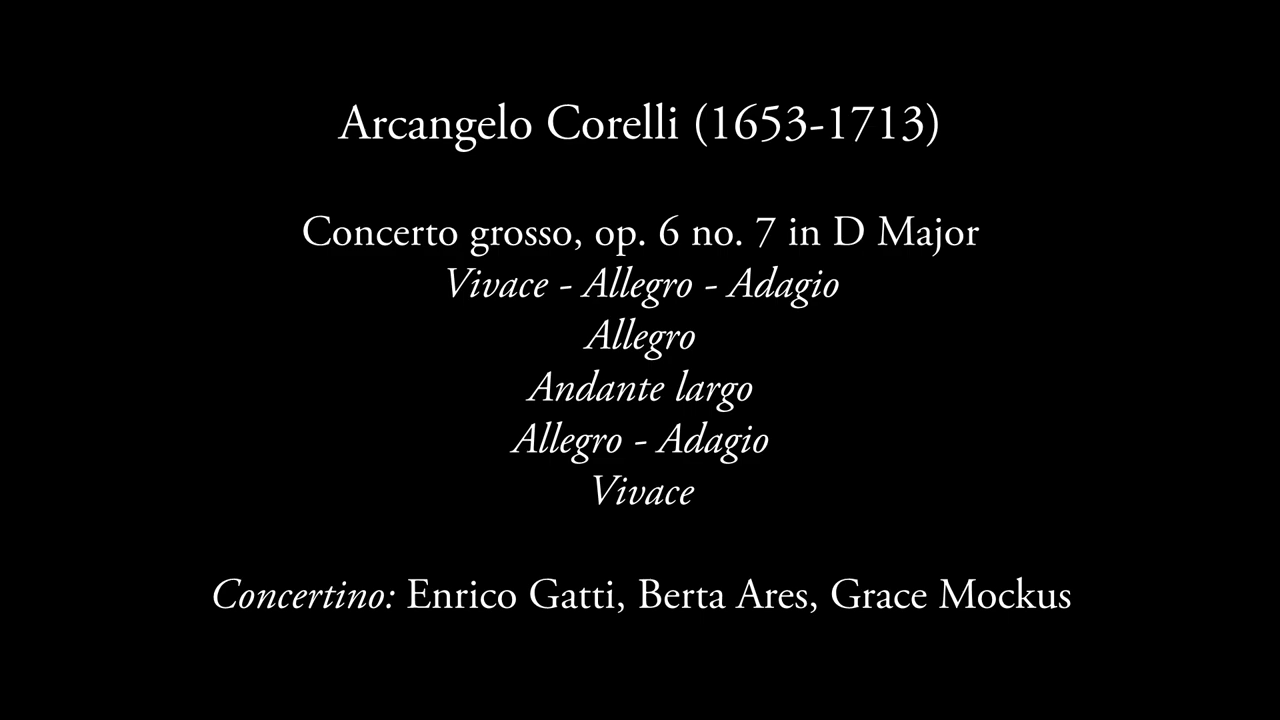 Arcangelo Corelli (1653-1713)
Concerto grosso, op. 6 no. 7 in D Major
Vivace - Allegro - Adagio
Allegro
Andante largo
Allegro - Adagio
Vivace
Concertino: Enrico Gatti, Berta Ares, Grace Mockus